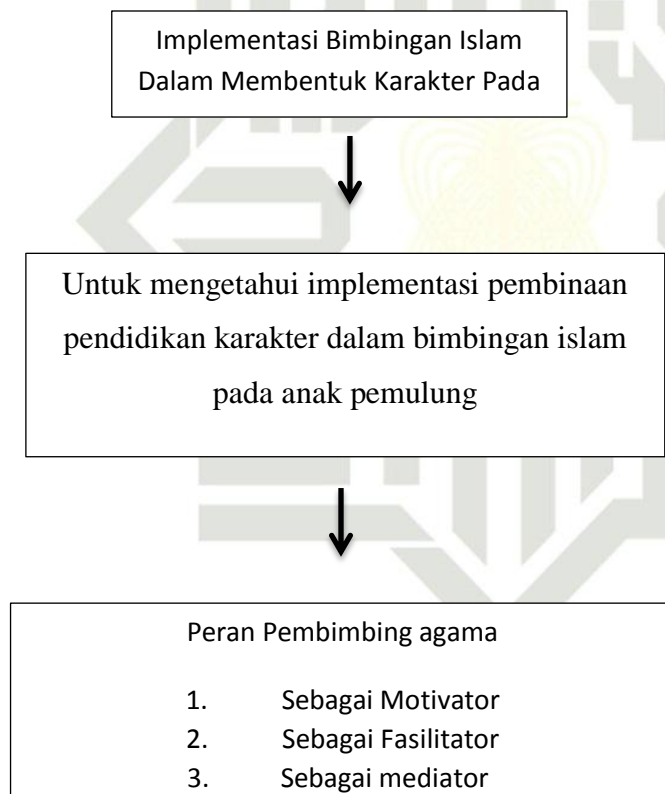 Implementasi Bimbingan Islam
Dalam Membentuk Karakter Pada
Untuk mengetahui implementasi pembinaan
pendidikan karakter dalam bimbingan islam
pada anak pemulung
Peran Pembimbing agama
1. Sebagai Motivator
2. Sebagai Fasilitator
3. Sebagai mediator